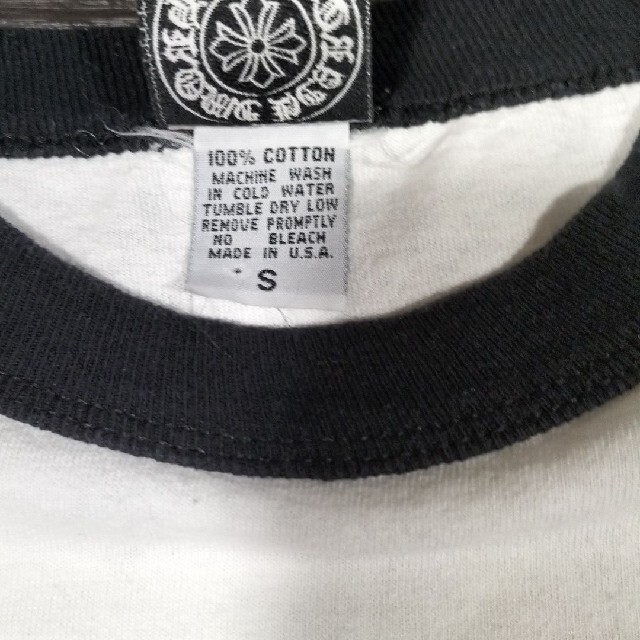 100% COTTON
MACHINE WASH
IN COLD WATER
TUMBLE DRY LOW
REMOVE PROMPTLY
NO BLEACH
MADE IN U.S.A.
S